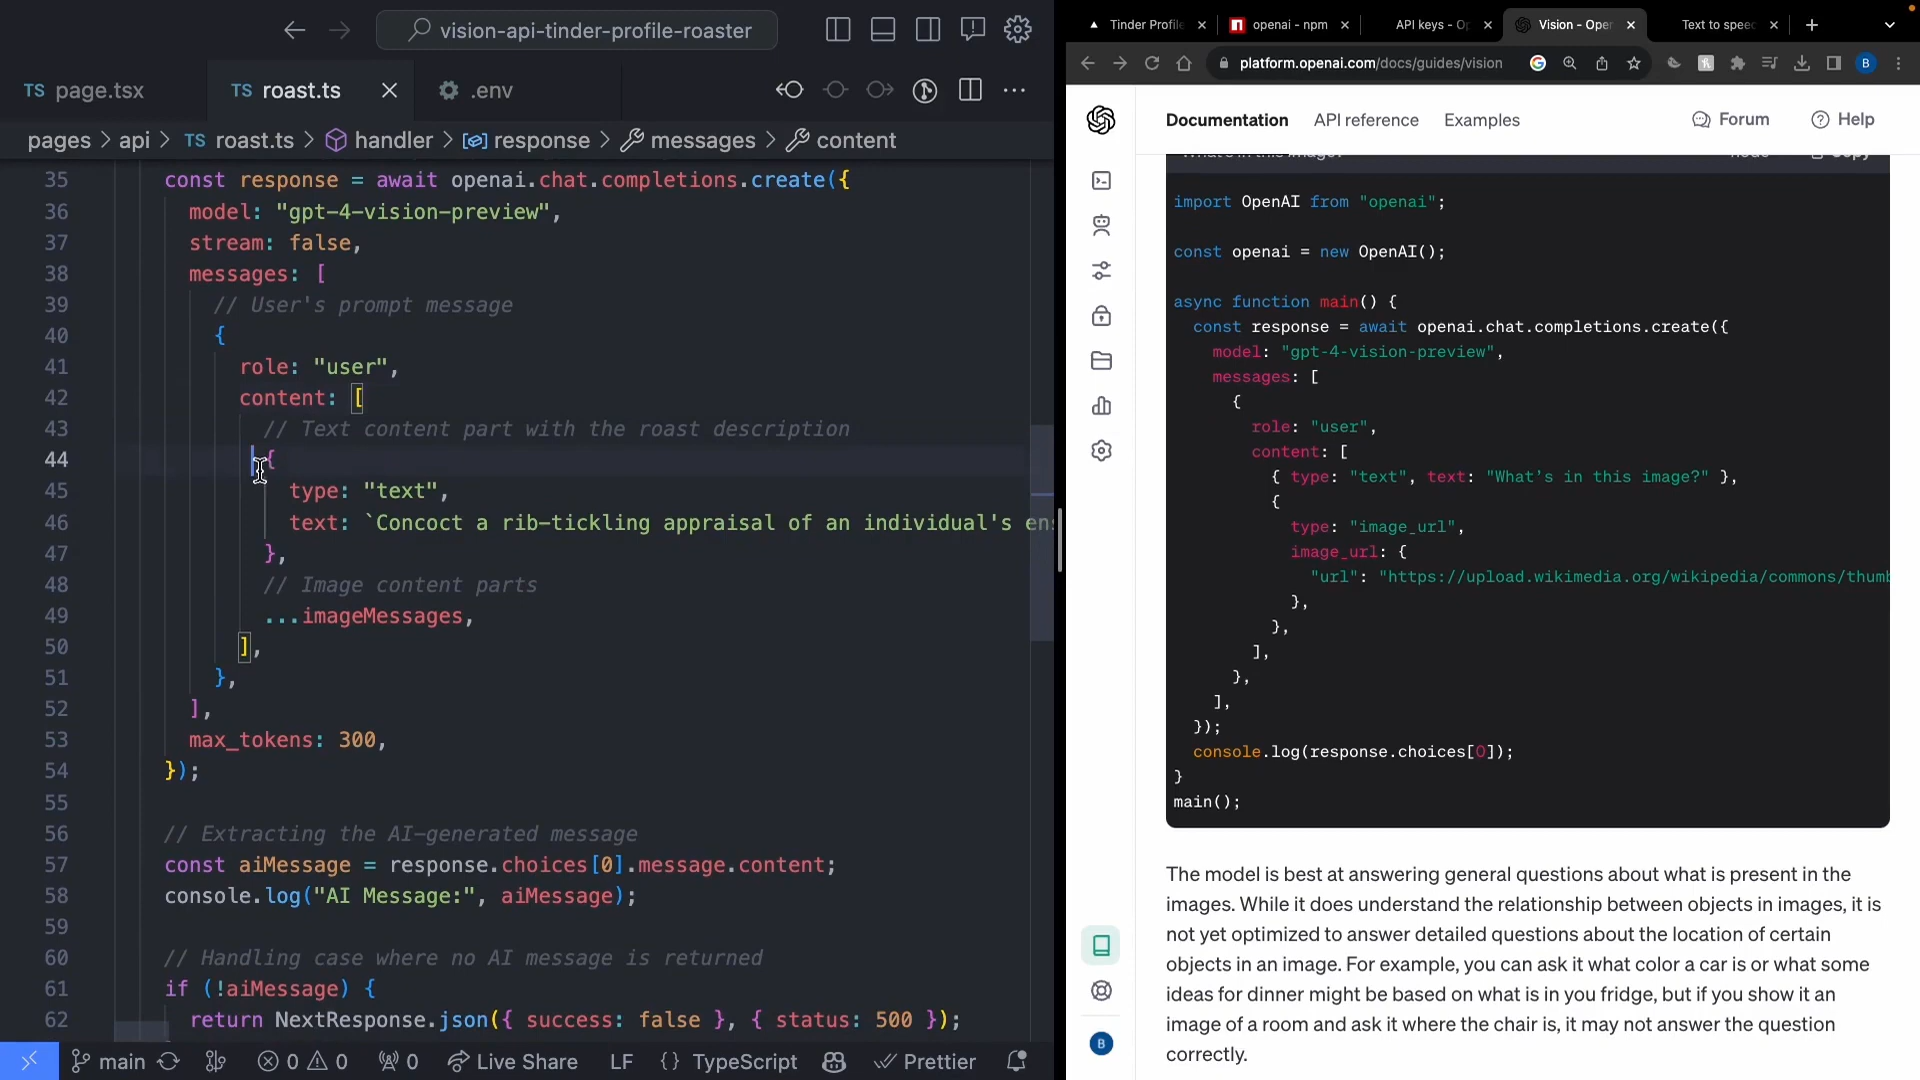 vision-api-tinder-profile-roaster
TS page.tsx
TS roast.ts
.env
pages > api > TS roast.ts > handler > response > messages > content
35 const response = await openai.chat.completions.create({
36 model: "gpt-4-vision-preview",
37 stream: false,
38 messages: [
39 // User's prompt message
40 {
41 role: "user",
42 content: [
43 // Text content part with the roast description
44 {
45 type: "text",
46 text: `Concoct a rib-tickling appraisal of an individual's en
47 },
48 // Image content parts
49 ...imageMessages,
50 ],
51 },
52 ],
53 max_tokens: 300,
54 });
55
56 // Extracting the AI-generated message
57 const aiMessage = response.choices[0].message.content;
58 console.log("AI Message:", aiMessage);
59
60 // Handling case where no AI message is returned
61 if (!aiMessage) {
62 return NextResponse.json({ success: false }, { status: 500 });
main 0 0 0 Live Share LF {} TypeScript Prettier
Tinder Profile
openai - npm
API keys - Op
Vision - Oper
Text to speec
platform.openai.com/docs/guides/vision
B
Documentation API reference Examples Forum Help
What's in this image? node Copy
import OpenAI from "openai";
const openai = new OpenAI();
async function main() {
const response = await openai.chat.completions.create({
model: "gpt-4-vision-preview",
messages: [
{
role: "user",
content: [
{ type: "text", text: "What’s in this image?" },
{
type: "image_url",
image_url: {
"url": "https://upload.wikimedia.org/wikipedia/commons/thumb
},
},
],
},
],
});
console.log(response.choices[0]);
}
main();
The model is best at answering general questions about what is present in the
images. While it does understand the relationship between objects in images, it is
not yet optimized to answer detailed questions about the location of certain
objects in an image. For example, you can ask it what color a car is or what some
ideas for dinner might be based on what is in you fridge, but if you show it an
image of a room and ask it where the chair is, it may not answer the question
correctly.
B